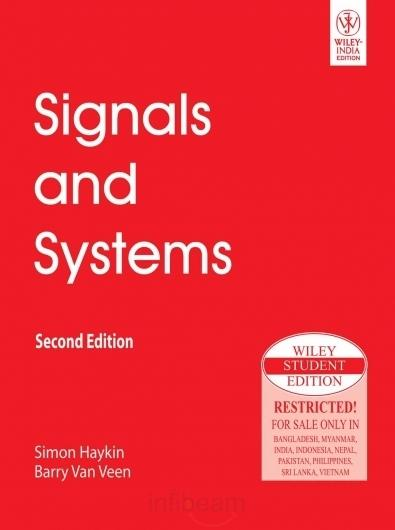 WILEY-
INDIA
EDITION
Signals
and
Systems
Second Edition
WILEY
STUDENT
EDITION
RESTRICTED!
FOR SALE ONLY IN
BANGLADESH, MYANMAR,
INDIA, INDONESIA, NEPAL,
PAKISTAN, PHILIPPINES,
SRI LANKA, VIETNAM
Simon Haykin
Barry Van Veen
infibeam